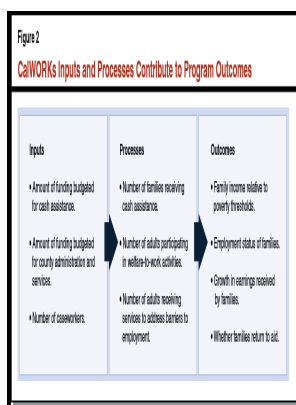 Figure 2
CalWORKs Inputs and Processes Contribute to Program Outcomes
Inputs
• Amount of funding budgeted
for cash assistance.
• Amount of funding budgeted
for county administration and
services.
• Number of caseworkers.
Processes
• Number of families receiving
cash assistance.
• Number of adults participating
in welfare-to-work activities.
• Number of adults receiving
services to address barriers to
employment.
Outcomes
• Family income relative to
poverty thresholds.
• Employment status of families.
• Growth in earnings received
by families.
• Whether families return to aid.